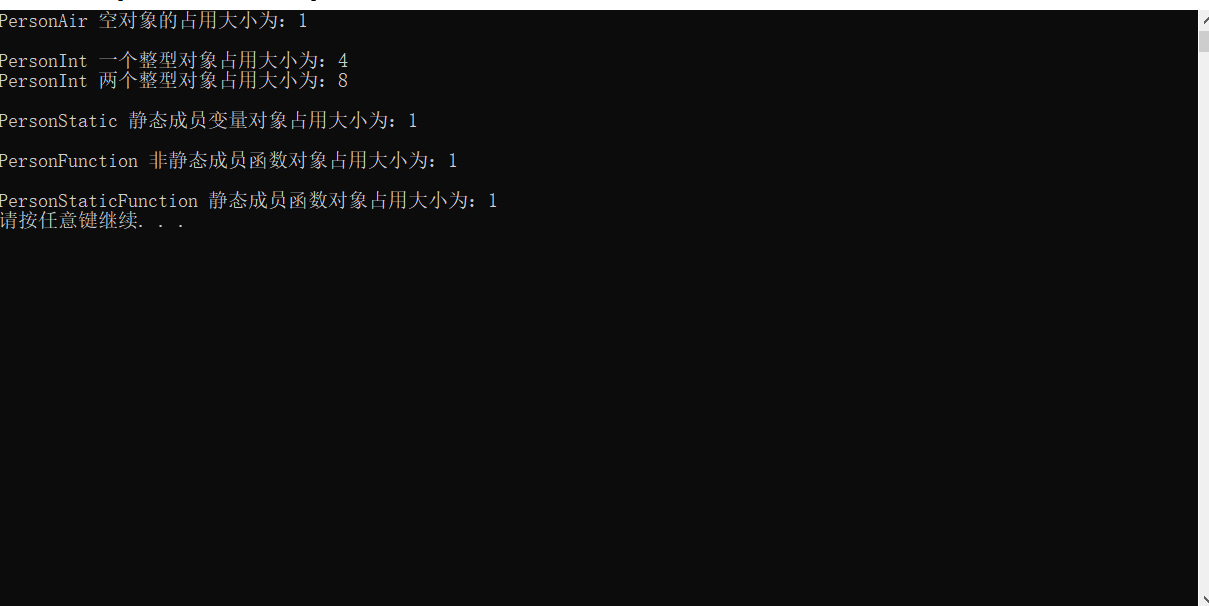 PersonAir 空对象的占用大小为：1
PersonInt 一个整型对象占用大小为：4
PersonInt 两个整型对象占用大小为：8
PersonStatic 静态成员变量对象占用大小为：1
PersonFunction 非静态成员函数对象占用大小为：1
PersonStaticFunction 静态成员函数对象占用大小为：1
请按任意键继续. . .